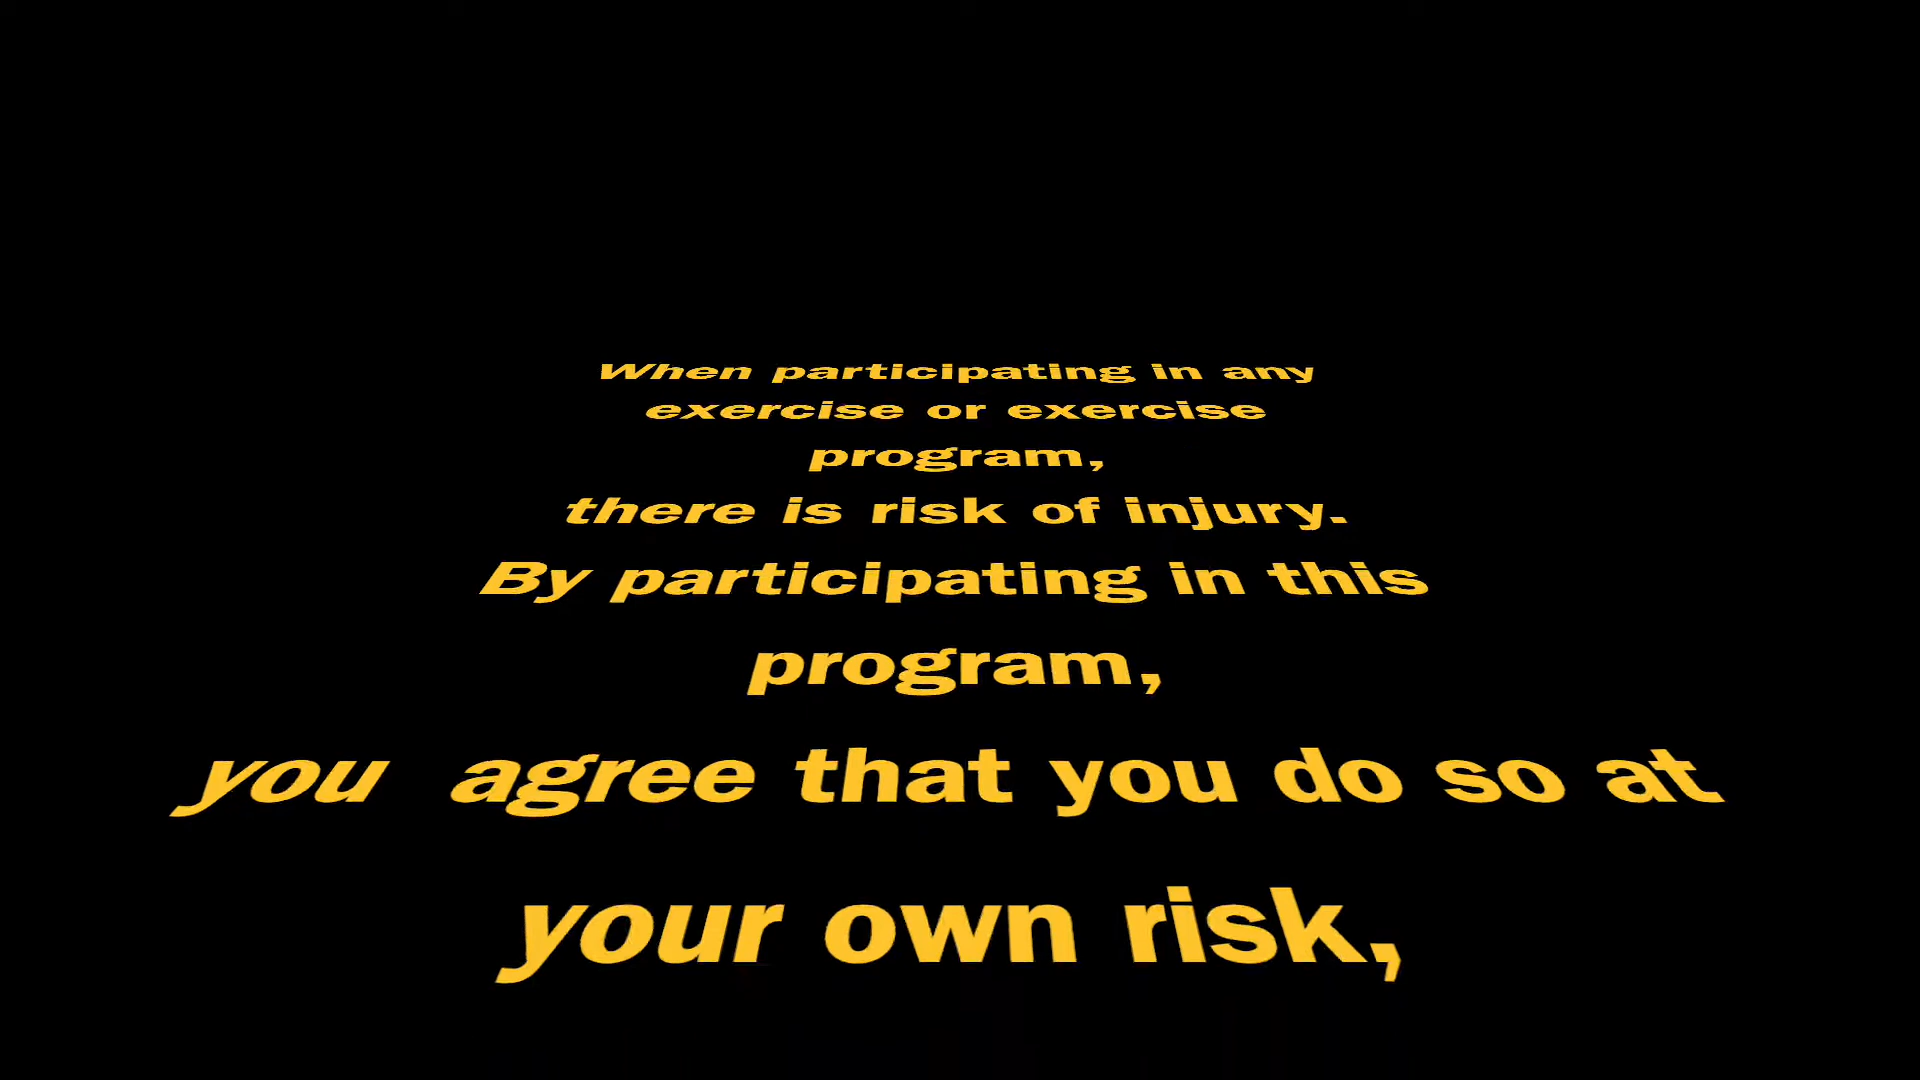 When participating in any
exercise or exercise
program,
there is risk of injury.
By participating in this
program,
you  agree that you do so at
your own risk,